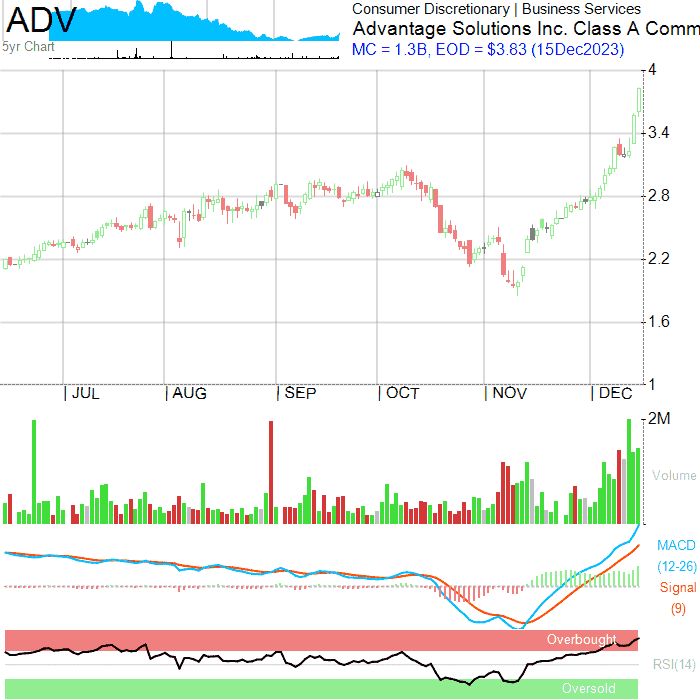 ADV
5yr Chart
Consumer Discretionary | Business Services
Advantage Solutions Inc. Class A Comm
MC = 1.3B, EOD = $3.83 (15Dec2023)
4
3.4
2.8
2.2
1.6
1
| JUL | AUG | SEP | OCT | NOV | DEC
2M
Volume
MACD
(12-26)
Signal
(9)
Overbought
RSI(14)
Oversold